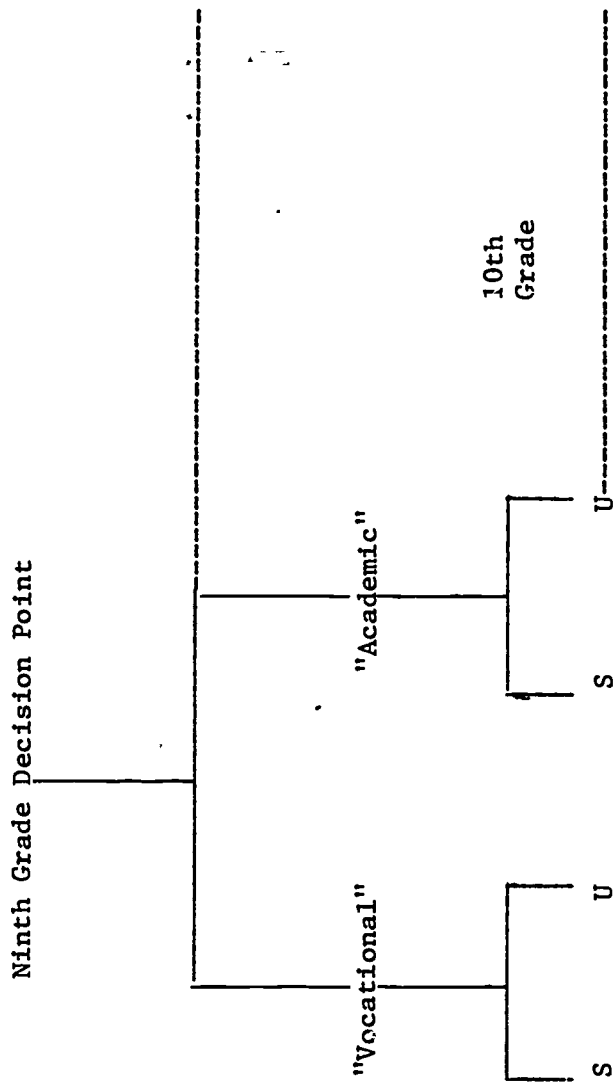 Ninth Grade Decision Point
"Vocational" "Academic"
10th
Grade
S U S U